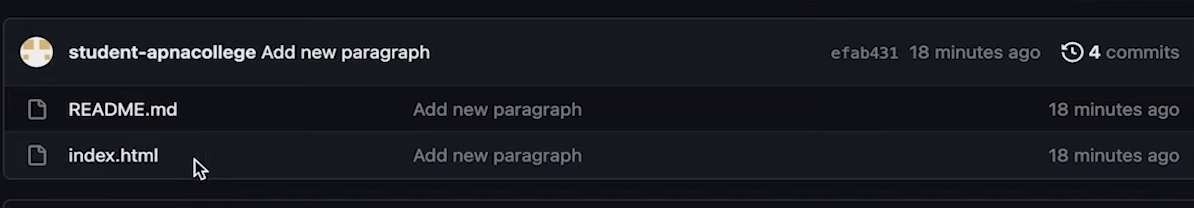 student-apnacollege Add new paragraph efab431 18 minutes ago 4 commits
README.md Add new paragraph 18 minutes ago
index.html Add new paragraph 18 minutes ago